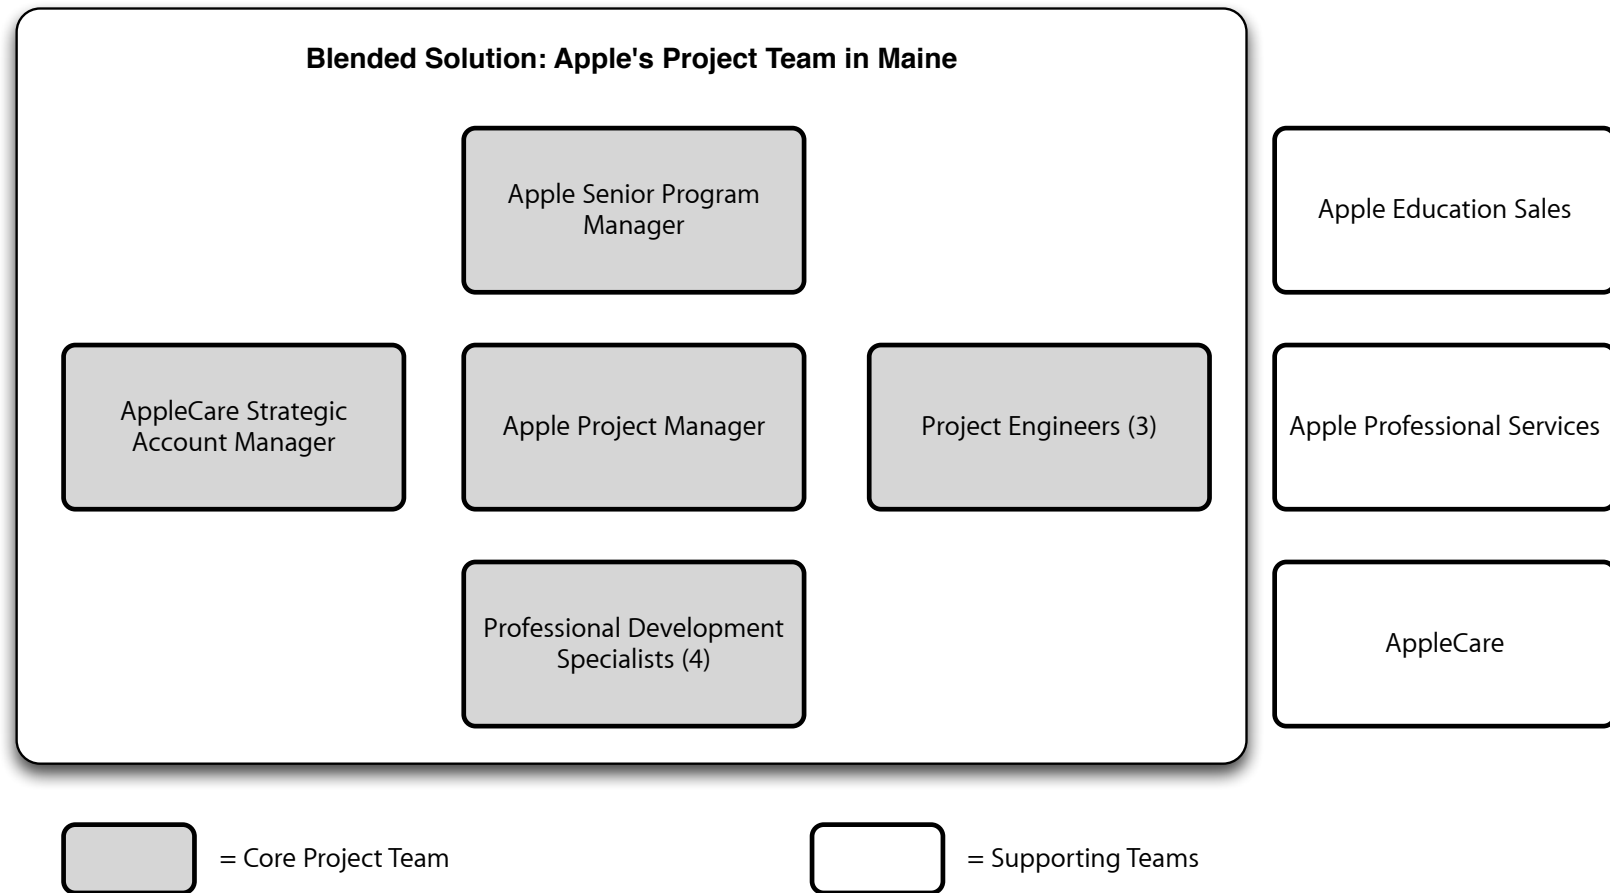 Blended Solution: Apple's Project Team in Maine
Apple Senior Program
Manager
Apple Education Sales
AppleCare Strategic
Account Manager
Apple Project Manager
Project Engineers (3)
Apple Professional Services
Professional Development
Specialists (4)
AppleCare
= Core Project Team
= Supporting Teams